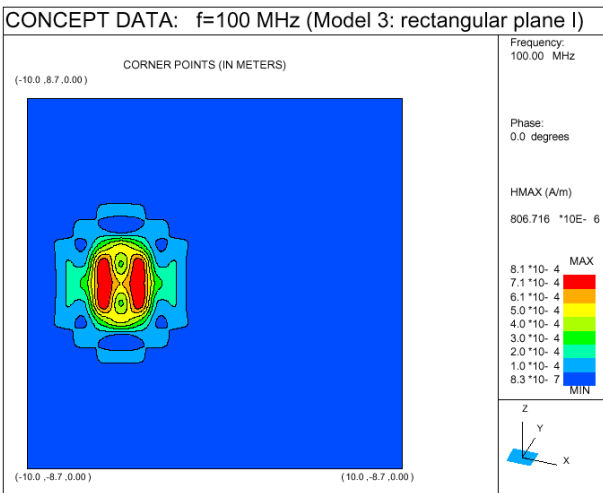 CONCEPT DATA: f=100 MHz (Model 3: rectangular plane I)
CORNER POINTS (IN METERS)
(-10.0 ,8.7 ,0.00 )
(-10.0 ,-8.7 ,0.00 )
(10.0 ,-8.7 ,0.00 )
Frequency:
100.00 MHz
Phase:
0.0 degrees
HMAX (A/m)
806.716 *10E- 6
MAX
8.1 *10- 4
7.1 *10- 4
6.1 *10- 4
5.0 *10- 4
4.0 *10- 4
3.0 *10- 4
2.0 *10- 4
1.0 *10- 4
8.3 *10- 7
MIN
Z
Y
X